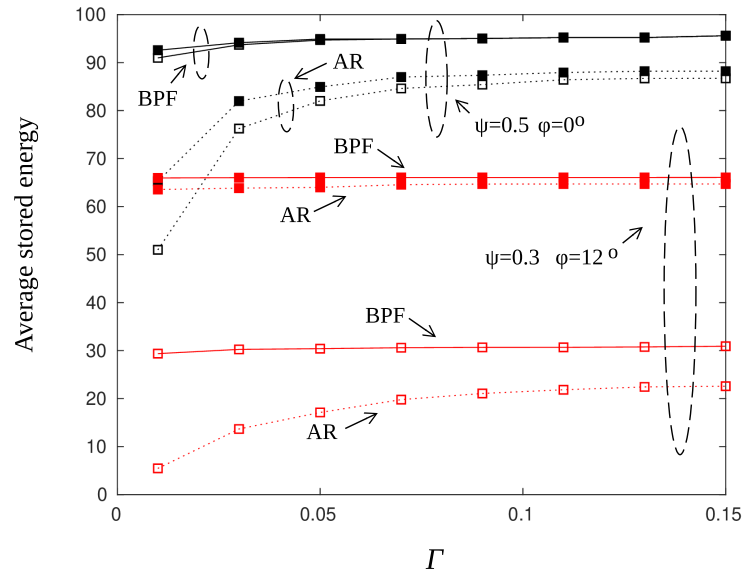 100
90
80
70
60
50
40
30
20
10
0
Average stored energy
AR
BPF
ψ=0.5 φ=0º
BPF
AR
ψ=0.3 φ=12 º
BPF
AR
0
0.05
0.1
0.15
Γ